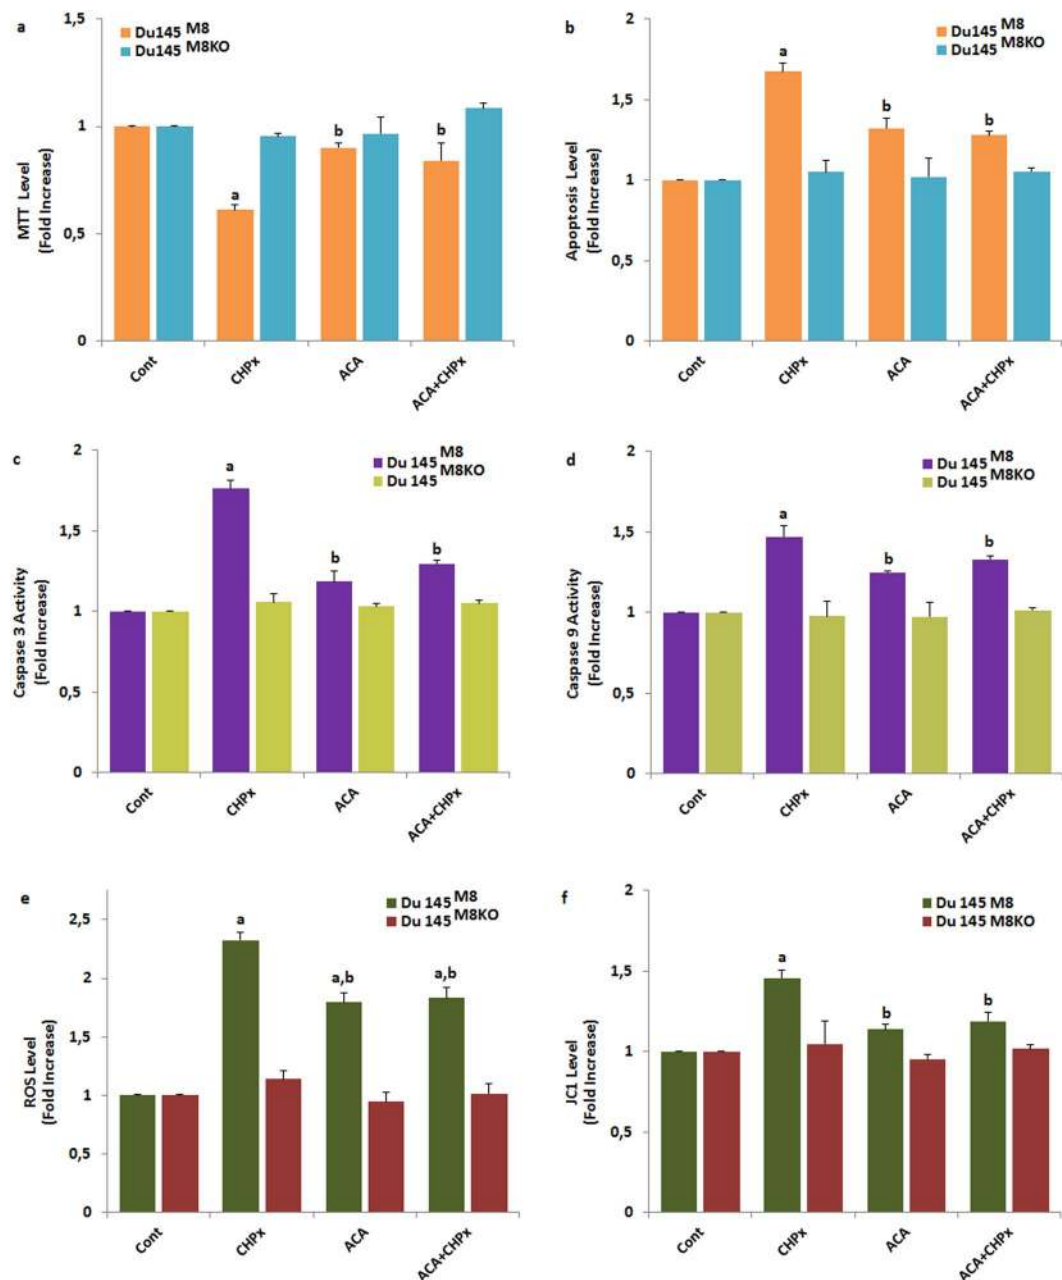 a
1,5
Du145 M8
Du145 M8KO
1
0,5
0
MTT Level
(Fold Increase)
a
b
b
Cont
CHPx
ACA
ACA+CHPx
b
2
Du145 M8
Du145 M8KO
1,5
1
0,5
0
Apoptosis Level
(Fold Increase)
a
b
b
Cont
CHPx
ACA
ACA+CHPx
c
2
Du 145 M8
Du 145 M8KO
1,5
1
0,5
0
Caspase 3 Activity
(Fold Increase)
a
b
b
Cont
CHPx
ACA
ACA+CHPx
d
2
Du 145 M8
Du 145 M8KO
1,5
1
0,5
0
Caspase 9 Activity
(Fold Increase)
a
b
b
Cont
CHPx
ACA
ACA+CHPx
e
2,5
Du 145 M8
Du 145 M8KO
2
1,5
1
0,5
0
ROS Level
(Fold Increase)
a
a,b
a,b
Cont
CHPx
ACA
ACA+CHPx
f
2
Du 145 M8
Du 145 M8KO
1,5
1
0,5
0
JC1 Level
(Fold Increase)
a
b
b
Cont
CHPx
ACA
ACA+CHPx